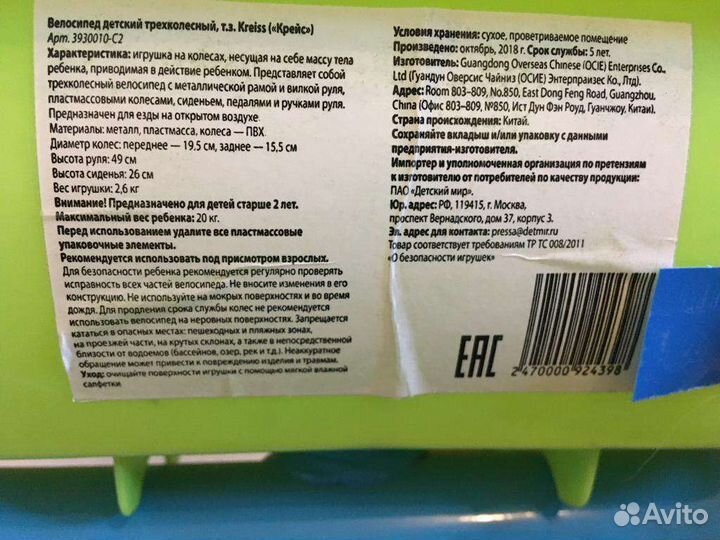 Велосипед детский трехколесный, т.з. Kreiss («Крейс»)
Арт. 3930010-С2
Характеристика: игрушка на колесах, несущая на себе массу тела
ребенка, приводимая в действие ребенком. Представляет собой
трехколесный велосипед с металлической рамой и вилкой руля,
пластмассовыми колесами, сиденьем, педалями и ручками руля.
Предназначен для езды на открытом воздухе.
Материалы: металл, пластмасса, колеса — ПВХ.
Диаметр колес: переднее — 19.5 см, заднее — 15,5 см
Высота руля: 49 см
Высота сиденья: 26 см
Вес игрушки: 2,6 кг
Внимание! Предназначено для детей старше 2 лет.
Максимальный вес ребенка: 20 кг.
Перед использованием удалите все пластмассовые
упаковочные элементы.
Рекомендуется использовать под присмотром взрослых.
Для безопасности ребенка рекомендуется регулярно проверять
исправность всех частей велосипеда. Не вносите изменения в его
конструкцию. Не используйте на мокрых поверхностях и во время
дождя. Для продления срока службы колес не рекомендуется
использовать велосипед на неровных поверхностях. Запрещается
кататься в опасных местах: пешеходных и пляжных зонах,
на проезжей части, на крутых склонах, а также в непосредственной
близости от водоемов (бассейнов, озер, рек и т.д.). Неаккуратное
обращение может привести к повреждению изделия и травмам.
Уход: очищайте поверхности игрушки с помощью мягкой влажной
салфетки
Условия хранения: сухое, проветриваемое помещение
Произведено: октябрь, 2018 г. Срок службы: 5 лет.
Изготовитель: Guangdong Overseas Chinese (OCIE) Enterprises Co.,
Ltd (Гуандун Оверсис Чайниз (ОСИЕ) Энтерпраизес Ко., Лтд).
Адрес: Room 803–809, No.850, East Dong Feng Road, Guangzhou,
China (Офис 803–809, №850, Ист Дун Фэн Роуд, Гуанчжоу, Китай).
Страна происхождения: Китай.
Сохраняйте вкладыш и/или упаковку с данными
предприятия-изготовителя.
Импортер и уполномоченная организация по претензиям
к изготовителю от потребителей по качеству продукции:
ПАО «Детский мир».
Юр. адрес: РФ, 119415, г. Москва,
проспект Вернадского, дом 37, корпус 3.
Эл. адрес для контакта: pressa@detmir.ru
Товар соответствует требованиям ТР ТС 008/2011
«О безопасности игрушек»
EAC
2 470000 924398
Avito